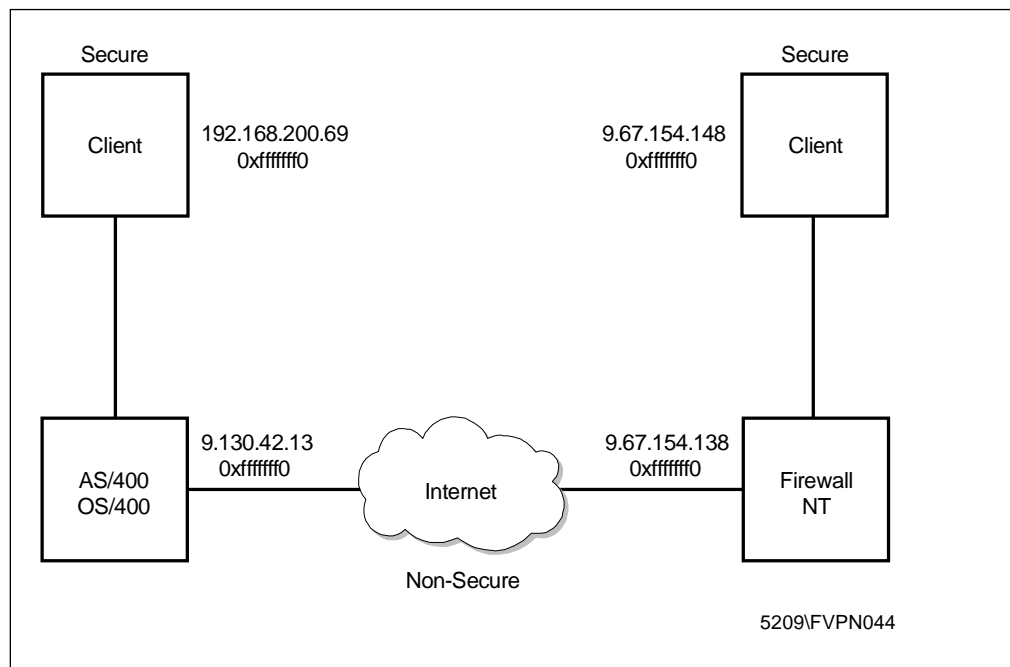 Secure
Secure
Client
192.168.200.69
0xfffffff0
9.67.154.148
0xfffffff0
Client
AS/400
OS/400
9.130.42.13
0xfffffff0
Internet
9.67.154.138
0xfffffff0
Firewall
NT
Non-Secure
5209\FVPN044